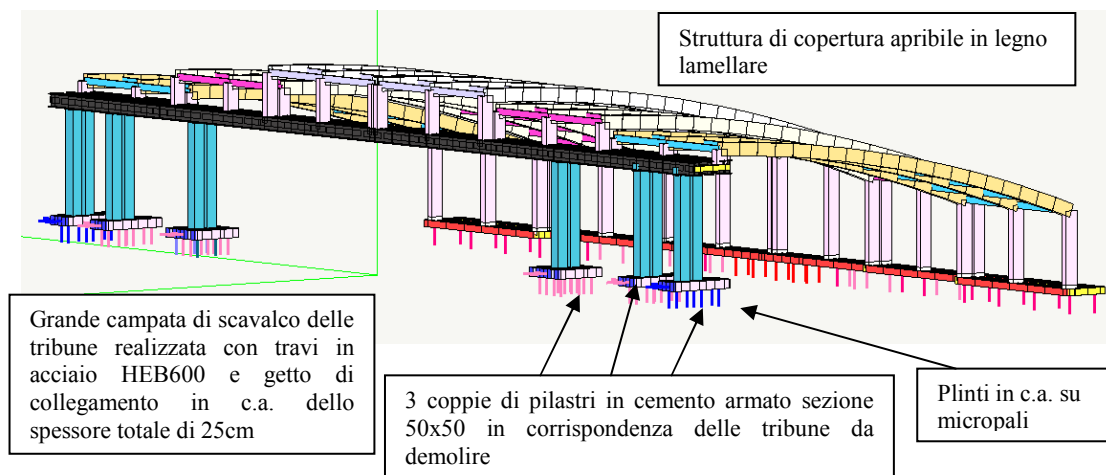 Struttura di copertura apribile in legno
lamellare
Grande campata di scavalco delle
tribune realizzata con travi in
acciaio HEB600 e getto di
collegamento in c.a. dello
spessore totale di 25cm
3 coppie di pilastri in cemento armato sezione
50x50 in corrispondenza delle tribune da
demolire
Plinti in c.a. su
micropali